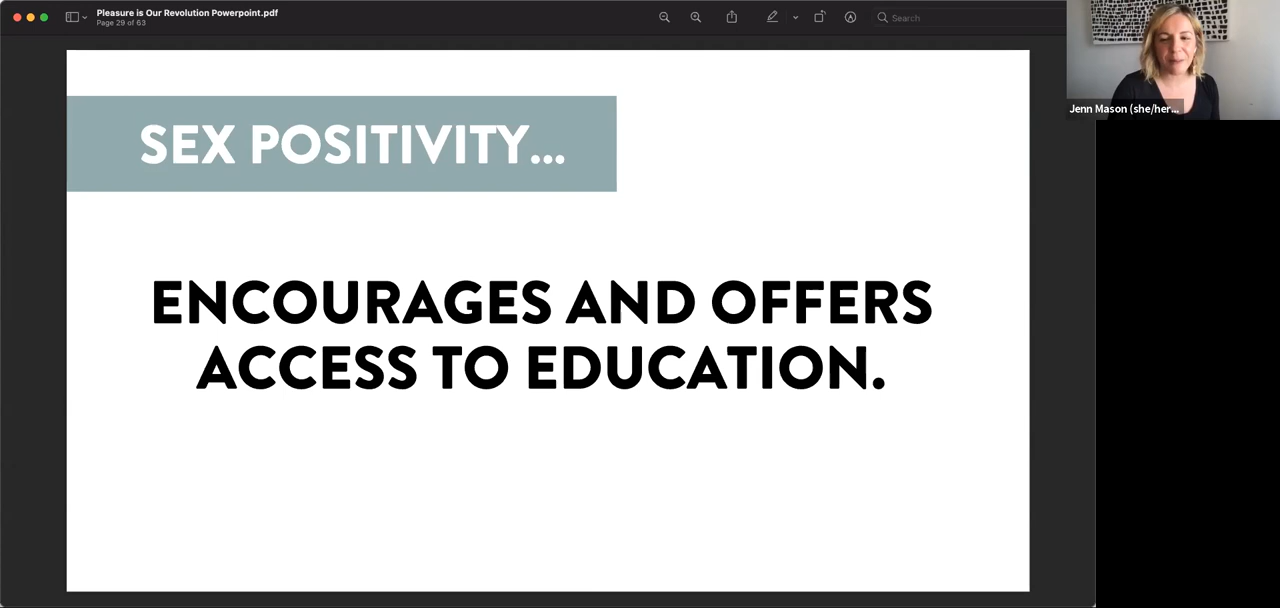 Pleasure is Our Revolution Powerpoint.pdf
Page 29 of 63
Search
Jenn Mason (she/her...
SEX POSITIVITY...
ENCOURAGES AND OFFERS
ACCESS TO EDUCATION.